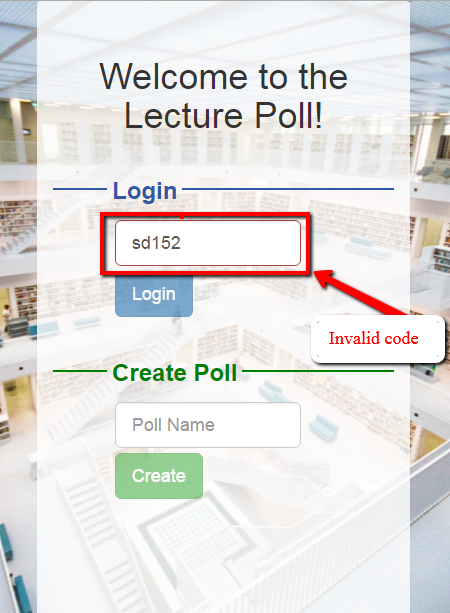 Welcome to the
Lecture Poll!
Login
sd152
Login
Invalid code
Create Poll
Poll Name
Create